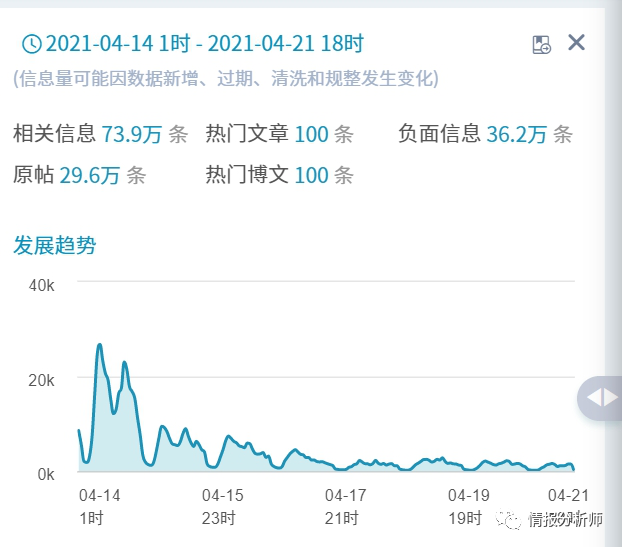 2021-04-14 1时 - 2021-04-21 18时
(信息量可能因数据新增、过期、清洗和规整发生变化)
相关信息 73.9万 条 热门文章 100 条 负面信息 36.2万 条
原帖 29.6万 条 热门博文 100 条
发展趋势
40k
20k
0k
04-14 04-15 04-17 04-19 04-21
1时 23时 21时 19时
情报分析师